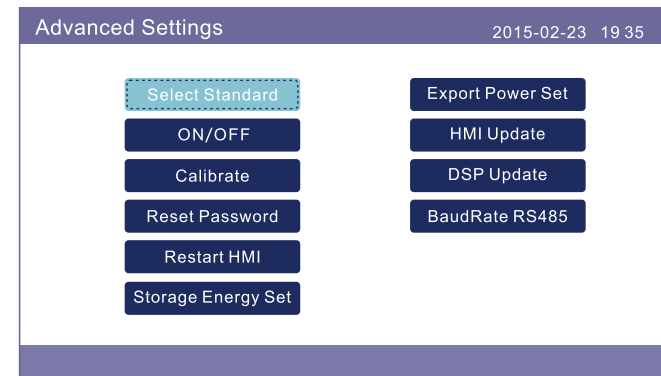 Advanced Settings
2015-02-23 19 35
Select Standard
ON/OFF
Calibrate
Reset Password
Restart HMI
Storage Energy Set
Export Power Set
HMI Update
DSP Update
BaudRate RS485